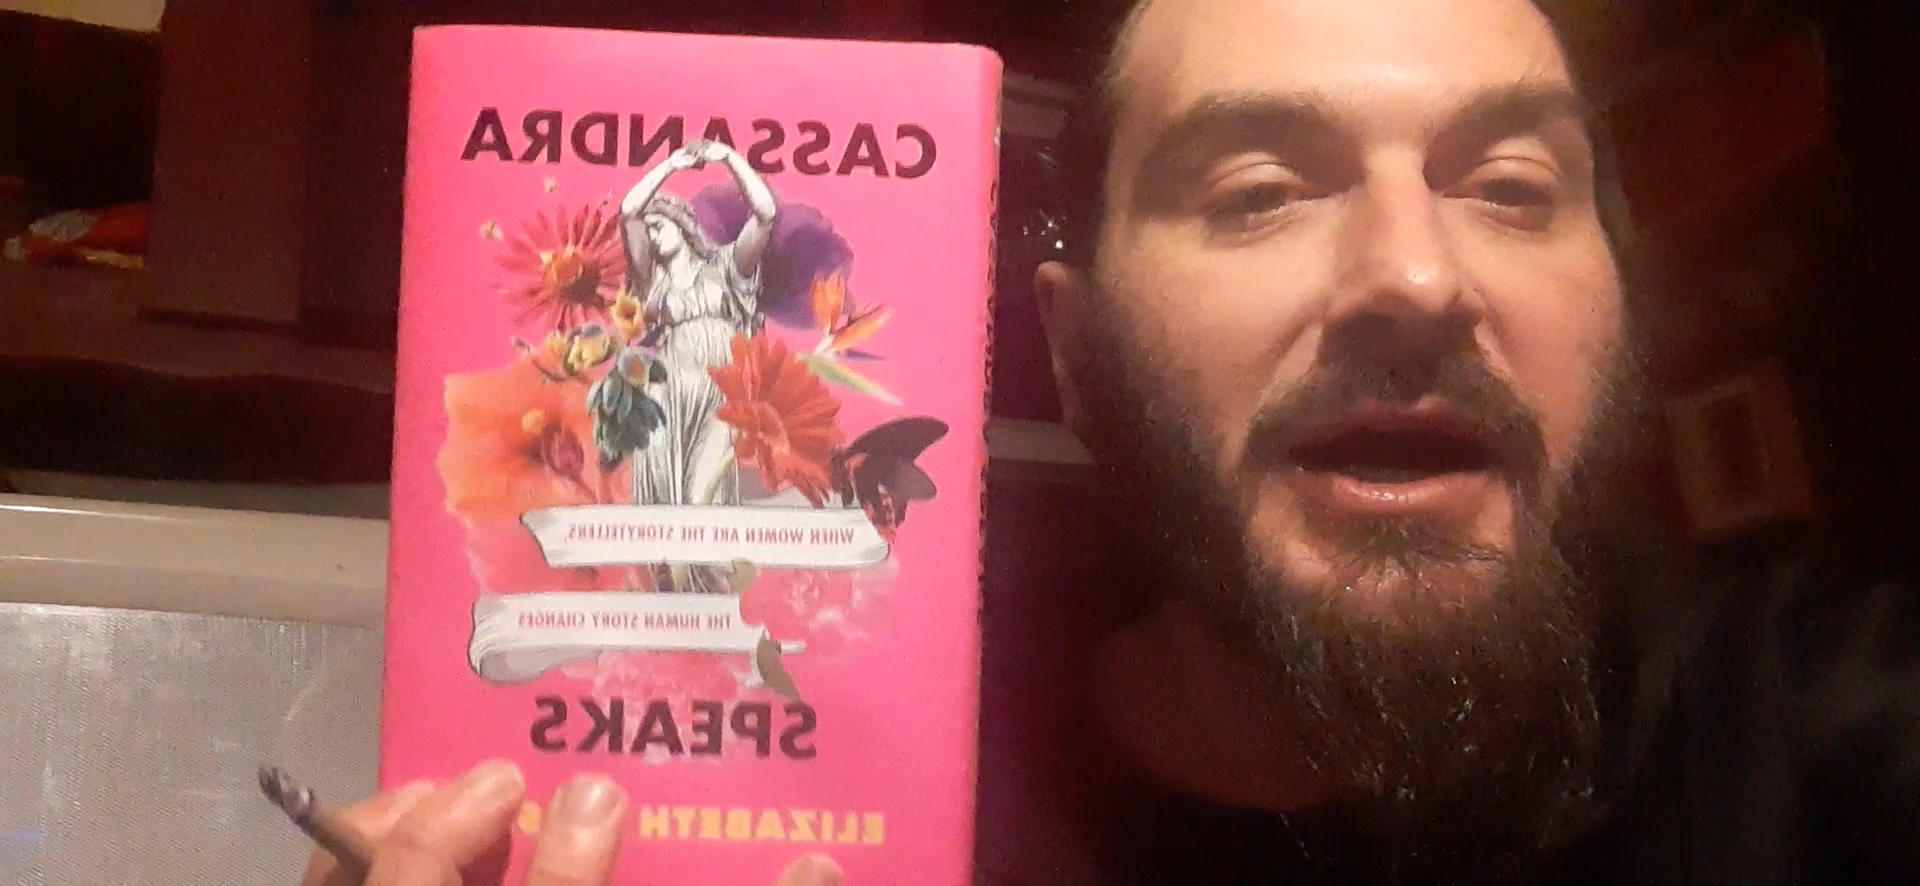 CASSANDRA
WHEN WOMEN ARE THE STORYTELLERS,
THE HUMAN STORY CHANGES
SPEAKS
ELIZABETH